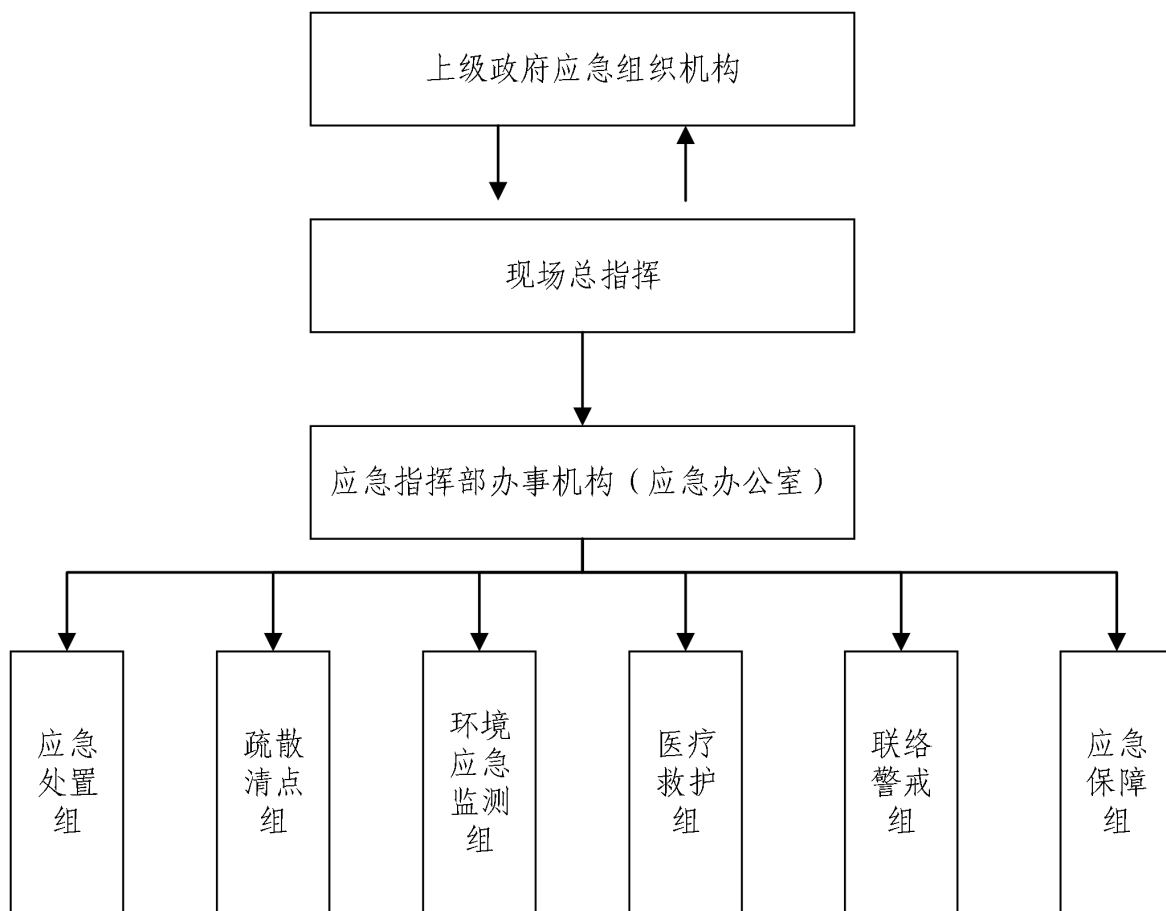 上级政府应急组织机构
现场总指挥
应急指挥部办事机构（应急办公室）
应急
处置
组
疏散
清点
组
环境
应急
监测
组
医疗
救护
组
联络
警戒
组
应急
保障
组